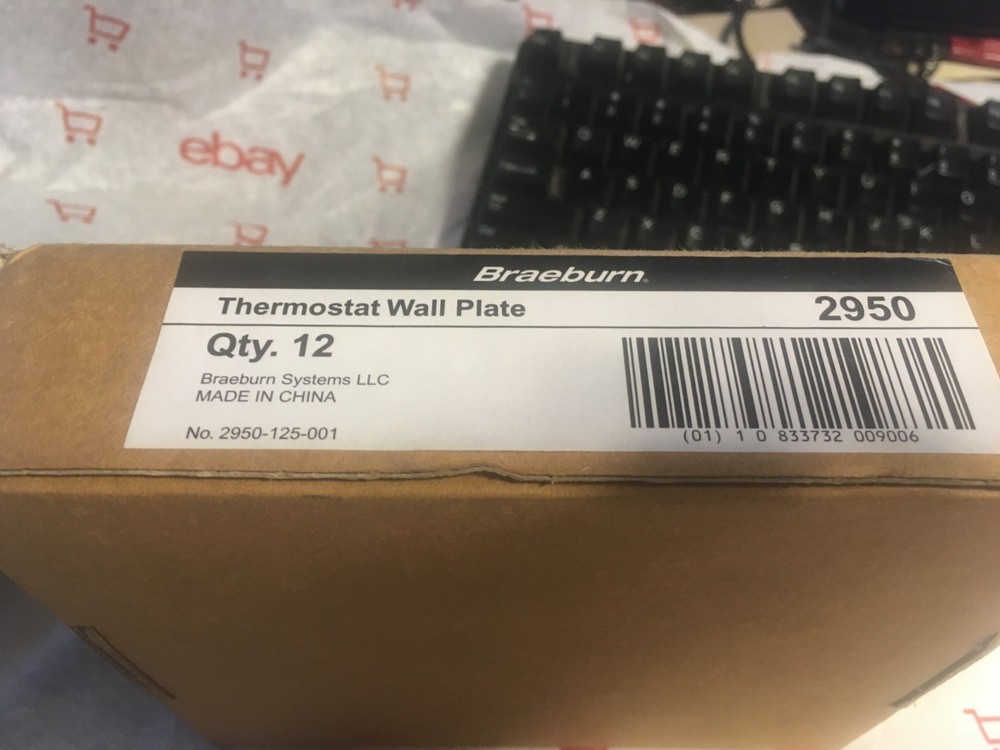 ebay
Braeburn
Thermostat Wall Plate
2950
Qty. 12
Braeburn Systems LLC
MADE IN CHINA
No. 2950-125-001
(01) 1 0 833732 009006